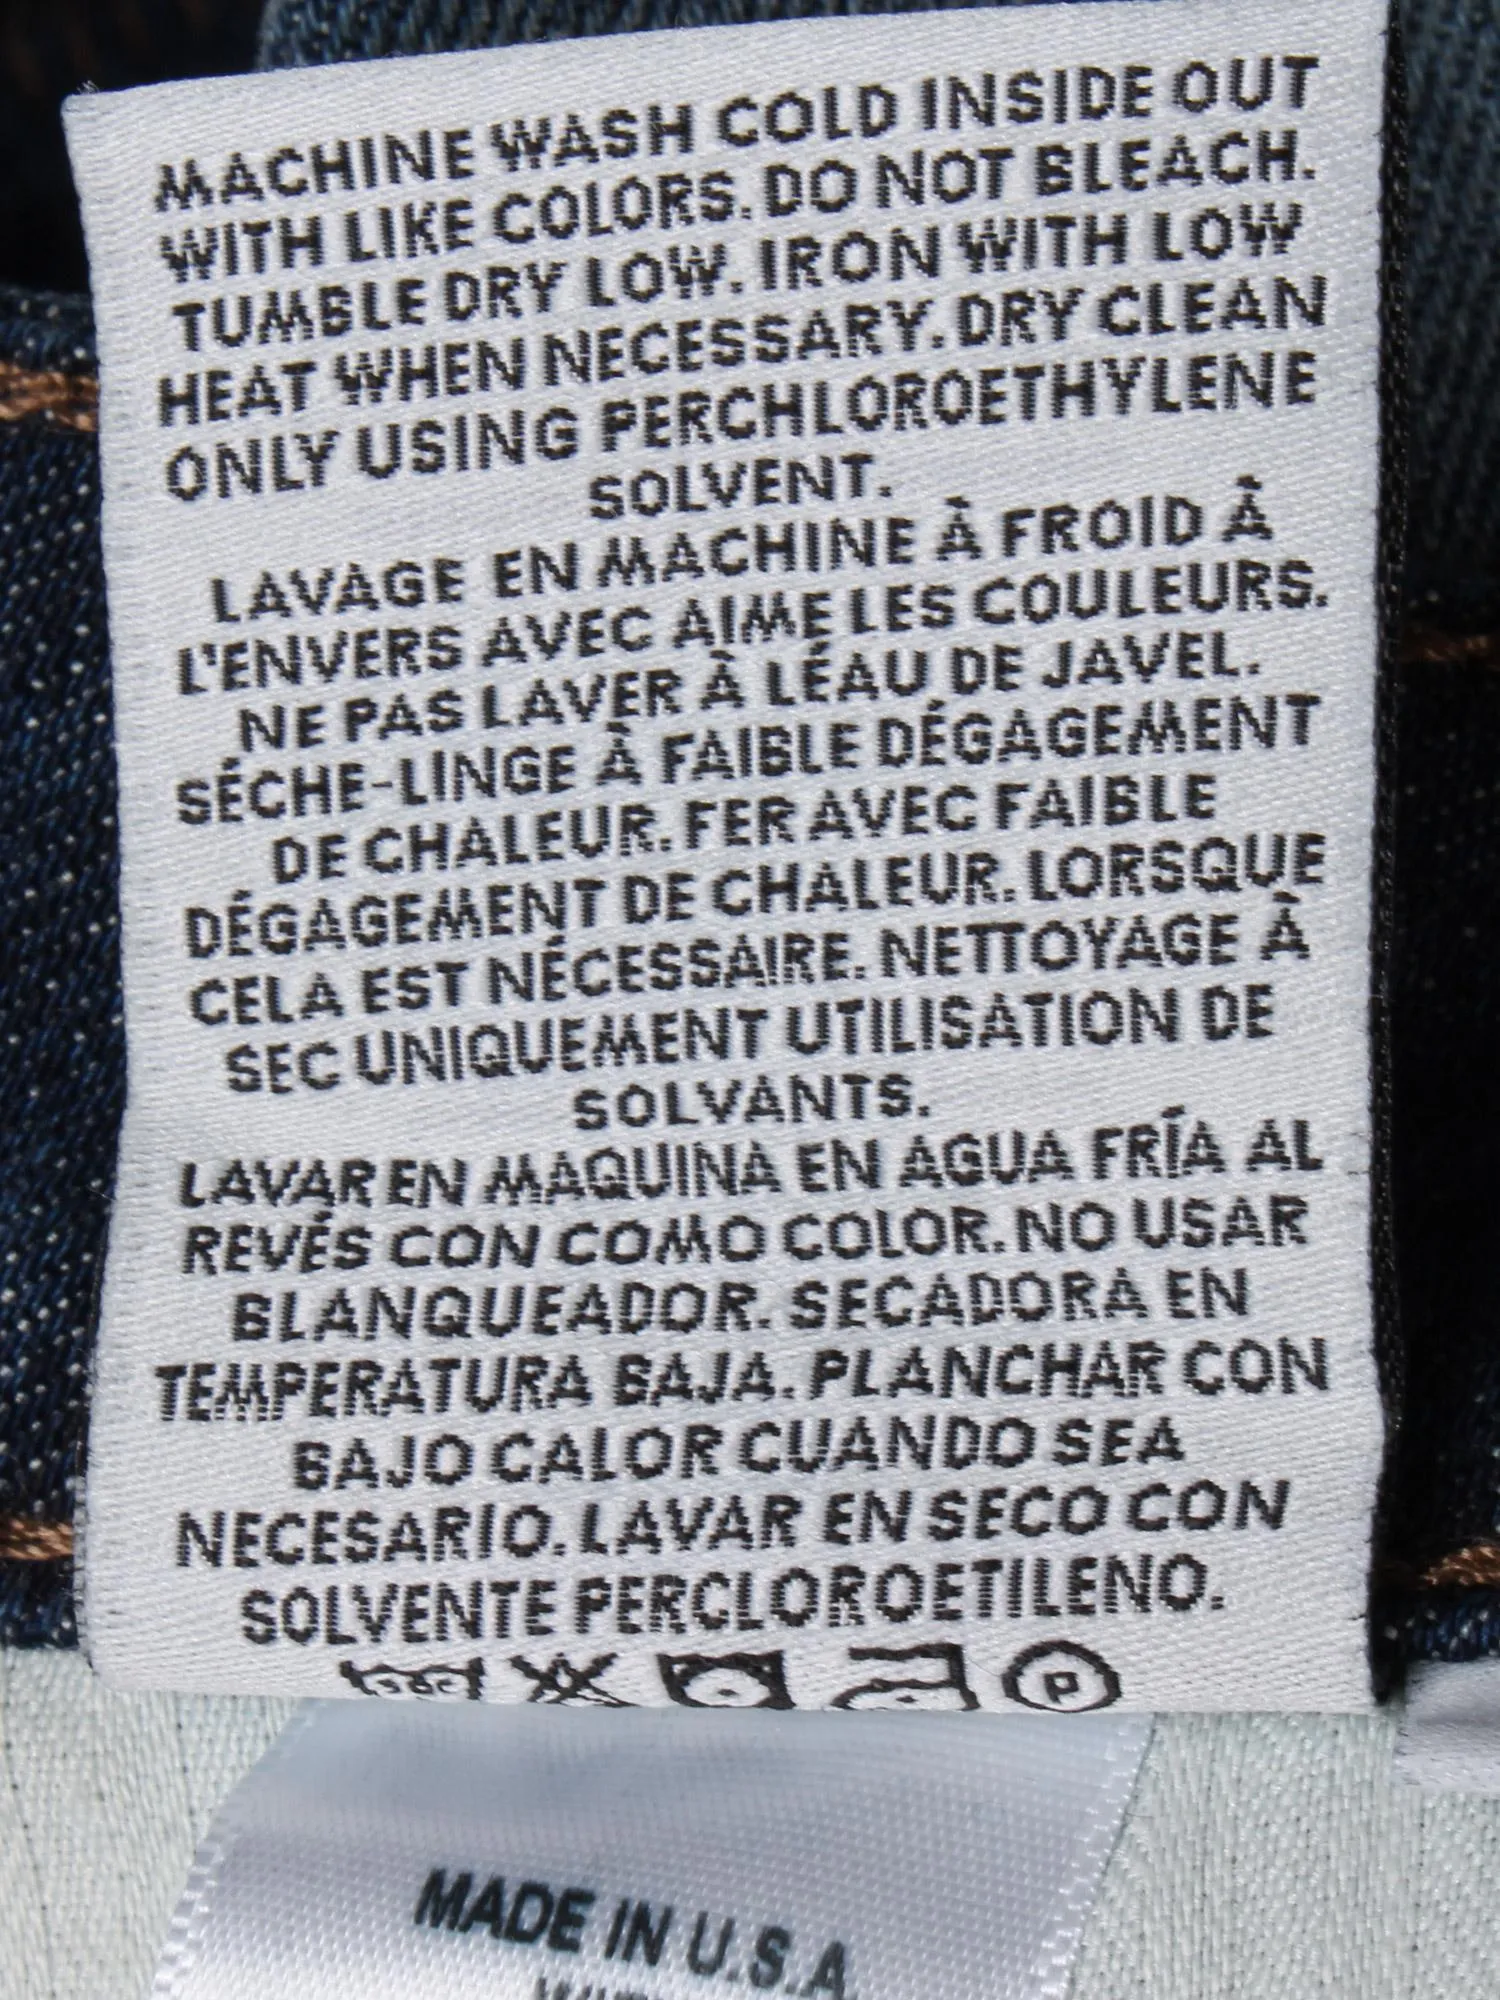 MACHINE WASH COLD INSIDE OUT
WITH LIKE COLORS. DO NOT BLEACH.
TUMBLE DRY LOW. IRON WITH LOW
HEAT WHEN NECESSARY. DRY CLEAN
ONLY USING PERCHLOROETHYLENE
SOLVENT.
LAVAGE EN MACHINE À FROID À
L'ENVERS AVEC AIME LES COULEURS.
NE PAS LAVER À LÉAU DE JAVEL.
SÉCHE-LINGE À FAIBLE DÉGAGEMENT
DE CHALEUR. FER AVEC FAIBLE
DÉGAGEMENT DE CHALEUR. LORSQUE
CELA EST NÉCESSAIRE. NETTOYAGE À
SEC UNIQUEMENT UTILISATION DE
SOLVANTS.
LAVAR EN MAQUINA EN AGUA FRÍA AL
REVÉS CON COMO COLOR. NO USAR
BLANQUEADOR. SECADORA EN
TEMPERATURA BAJA. PLANCHAR CON
BAJO CALOR CUANDO SEA
NECESARIO. LAVAR EN SECO CON
SOLVENTE PERCLOROETILENO.
P
MADE IN U.S.A